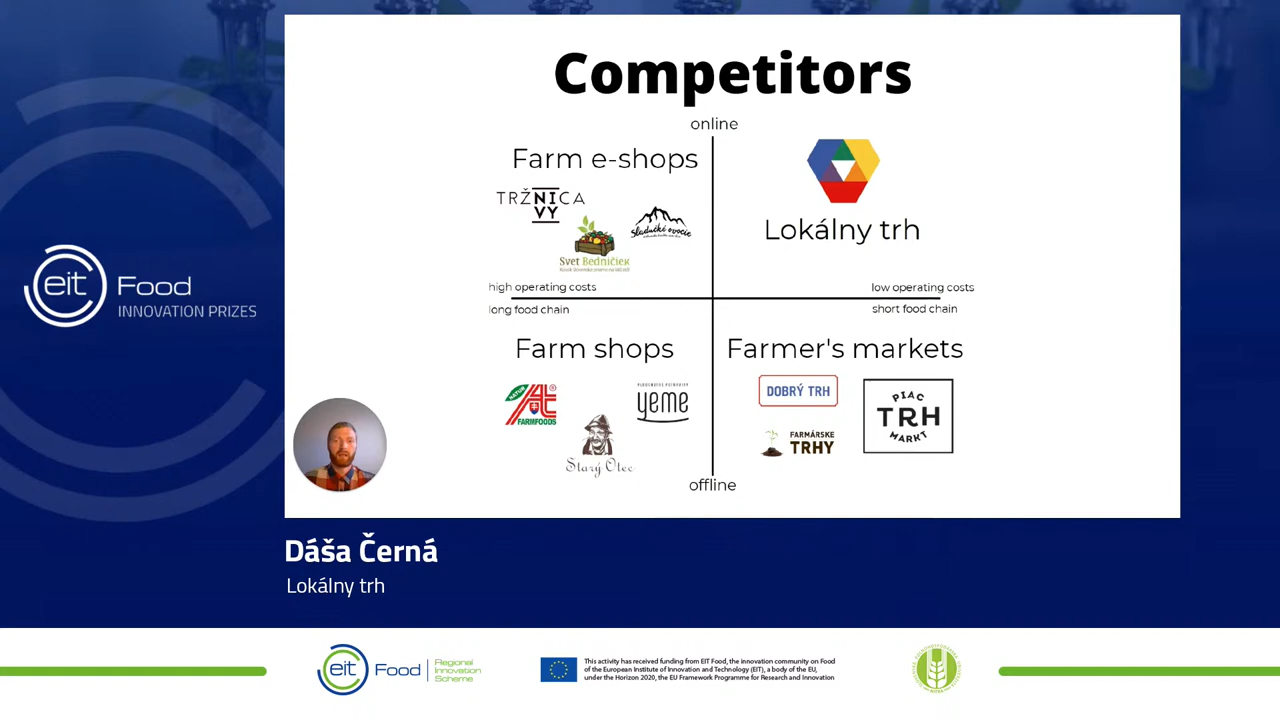 Competitors
online
Farm e-shops
TRŽNICA
VY
Svet Bedničiek
Sladučké ovocie
Lokálny trh
high operating costs
low operating costs
long food chain
short food chain
Farm shops
Farmer's markets
NATUR
FARMFOODS
yeme
Starý Otec
DOBRÝ TRH
FARMÁRSKE
TRHY
PIAC
TRH
MARKT
offline
eit Food
INNOVATION PRIZES
Dáša Černá
Lokálny trh
eit Food
Regional
Innovation
Scheme
This activity has received funding from EIT Food, the innovation community on Food
of the European Institute of Innovation and Technology (EIT), a body of the EU,
under the Horizon 2020, the EU Framework Programme for Research and Innovation